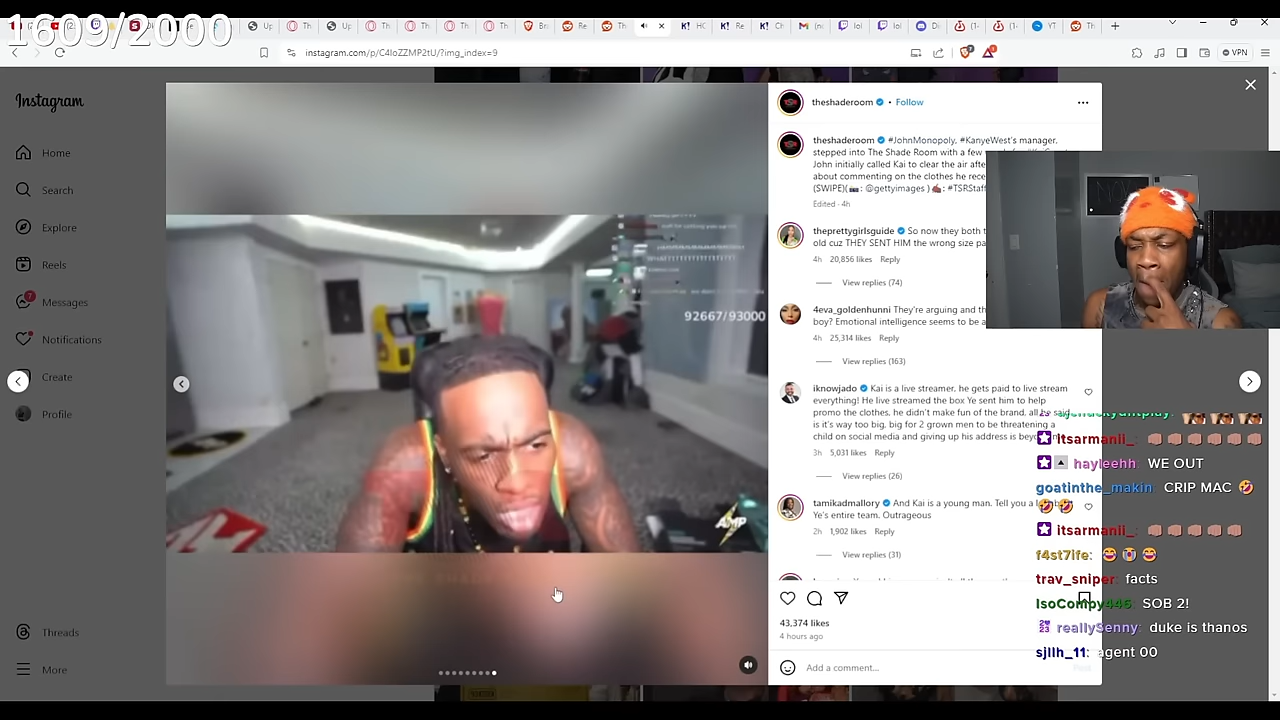 1609/2000
instagram.com/p/C4IoZZMP2tU/?img_index=9
VPN
Instagram
Home
Search
Explore
Reels
7
Messages
Notifications
Create
Profile
Threads
More
92667/93000
AMP
theshaderoom • Follow
theshaderoom #JohnMonopoly, #KanyeWest's manager,
stepped into The Shade Room with a few
John initially called Kai to clear the air afte
about commenting on the clothes he rece
(SWIPE)( : @gettyimages ) : #TSRStaff
Edited · 4h
theprettygirlsguide So now they both
old cuz THEY SENT HIM the wrong size pa
4h 20,856 likes Reply
View replies (74)
4eva_goldenhunni They're arguing and th
boy? Emotional intelligence seems to be a
4h 25,314 likes Reply
View replies (163)
iknowjado Kai is a live streamer, he gets paid to live stream
everything! He live streamed the box Ye sent him to help
promo the clothes, he didn't make fun of the brand, all he said
is it's way too big, big for 2 grown men to be threatening a
child on social media and giving up his address is bey
3h 5,031 likes Reply
View replies (26)
tamikadmallory And Kai is a young man. Tell you a l
Ye's entire team. Outrageous
2h 1,902 likes Reply
View replies (31)
43,374 likes
4 hours ago
Add a comment...
itsarmanii_: 👊🏽👊🏽👊🏽👊🏽👊🏽👊🏽
hayleehh: WE OUT
goatinthe_makin: CRIP MAC 🤣
🤣 🤣
itsarmanii_: 👊🏽👊🏽👊🏽👊🏽👊🏽
f4st7ife: 😂 😭 😂
trav_sniper: facts
IsoCompy446: SOB 2!
reallySenny: duke is thanos
sjllh_11: agent 00